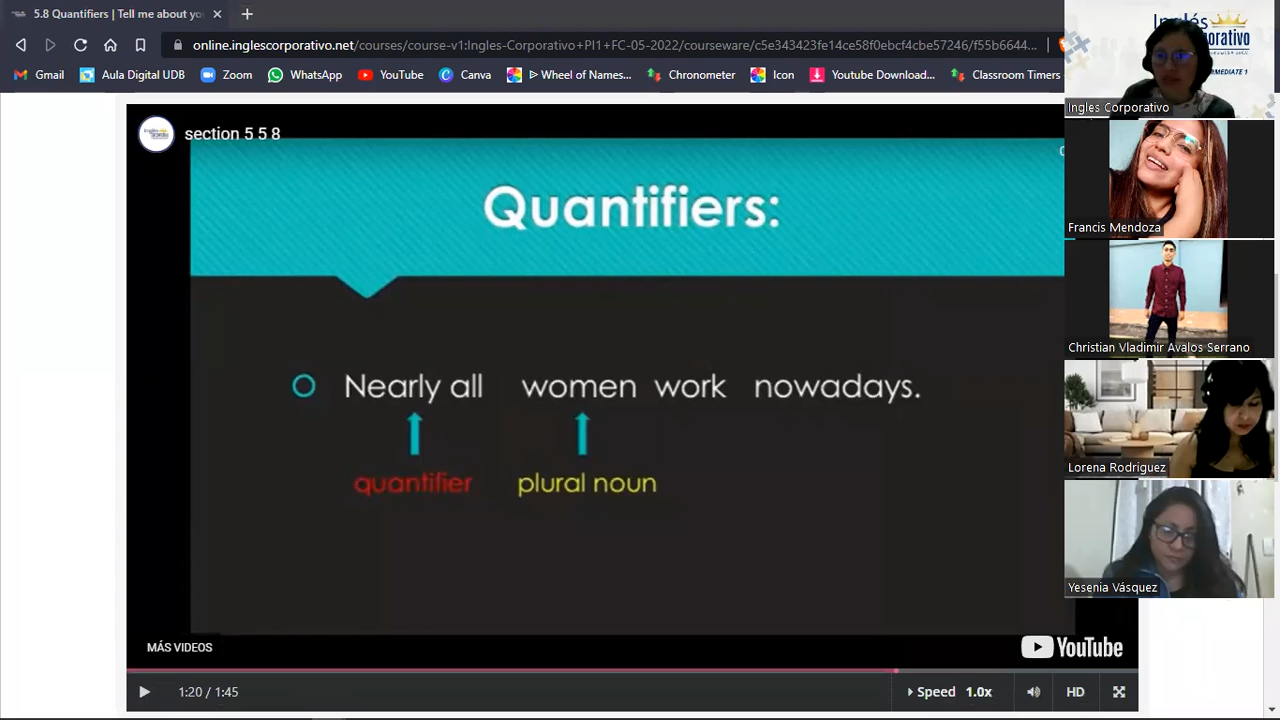 5.8 Quantifiers | Tell me about you
online.inglescorporativo.net/courses/course-v1:Ingles-Corporativo+PI1+FC-05-2022/courseware/c5e343423fe14ce58f0ebcf4cbe57246/f55b6644...
Gmail Aula Digital UDB Zoom WhatsApp YouTube Canva ᐅ Wheel of Names... Chronometer Icon Youtube Download... Classroom Timers
section 5 5 8
Quantifiers:
Nearly all women work nowadays.
quantifier plural noun
MÁS VIDEOS
YouTube
1:20 / 1:45
Speed 1.0x
HD
Inglés
Ingles Corporativo
Francis Mendoza
Christian Vladimir Avalos Serrano
Lorena Rodriguez
Yesenia Vásquez